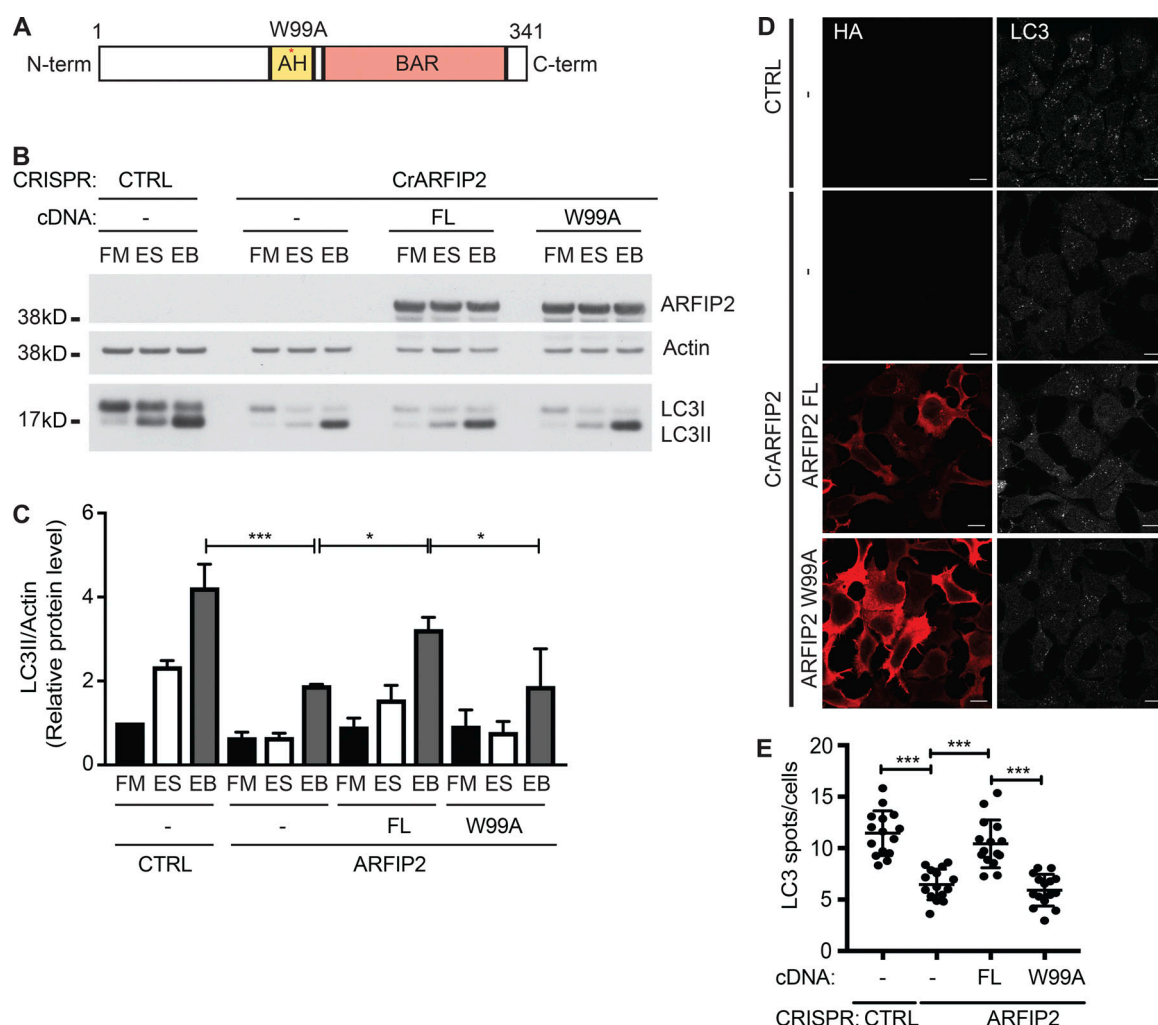 A
1
W99A
341
N-term
*
AH
BAR
C-term
B
CRISPR: CTRL CrARFIP2
cDNA: - - FL W99A
FM ES EB FM ES EB FM ES EB FM ES EB
38kD ARFIP2
38kD Actin
17kD LC3I
LC3II
C
LC3II/Actin
(Relative protein level)
6
4
2
0
*** * *
FM ES EB FM ES EB FM ES EB FM ES EB
- - FL W99A
CTRL ARFIP2
D
HA LC3
CTRL
-
CrARFIP2
-
ARFIP2 FL
ARFIP2 W99A
E
LC3 spots/cells
20
15
10
5
0
***
***
***
cDNA: - - FL W99A
CRISPR: CTRL ARFIP2